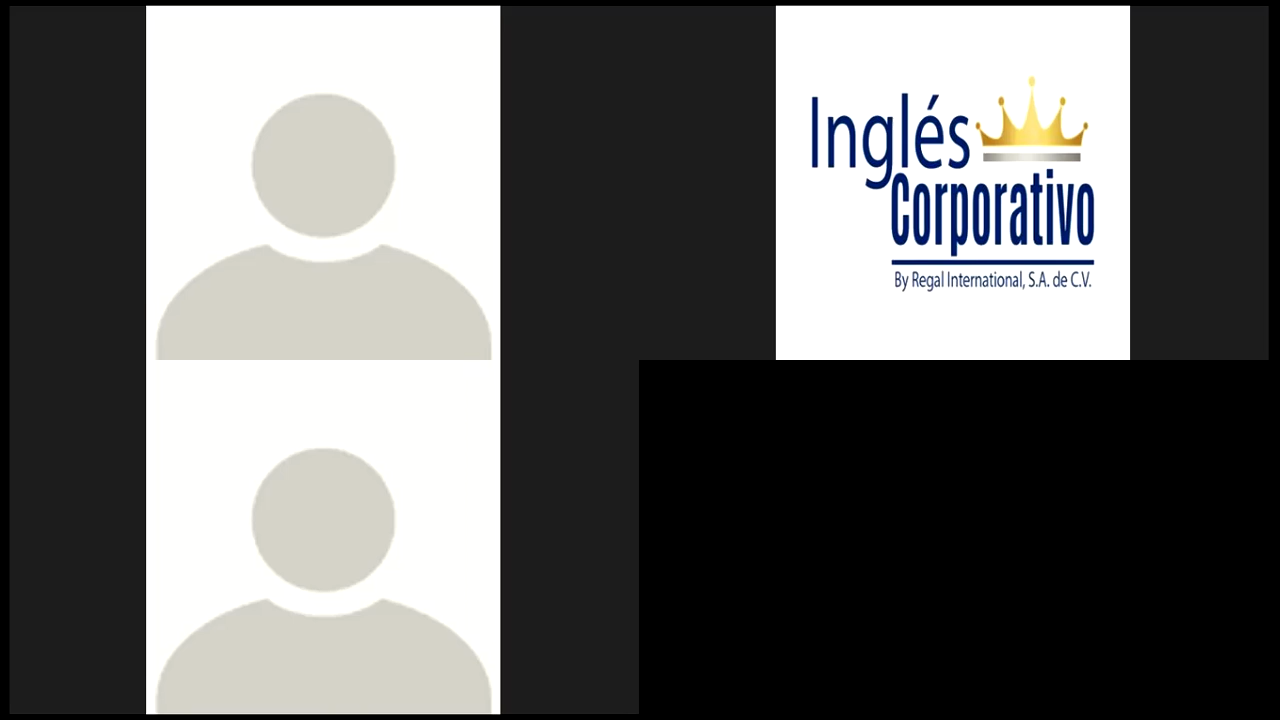 Inglés
Corporativo
By Regal International, S.A. de C.V.